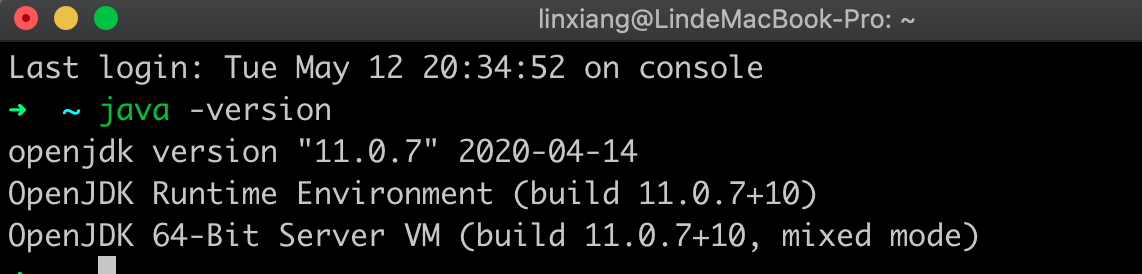 linxiang@LindeMacBook-Pro: ~
Last login: Tue May 12 20:34:52 on console
➜  ~ java -version
openjdk version "11.0.7" 2020-04-14
OpenJDK Runtime Environment (build 11.0.7+10)
OpenJDK 64-Bit Server VM (build 11.0.7+10, mixed mode)